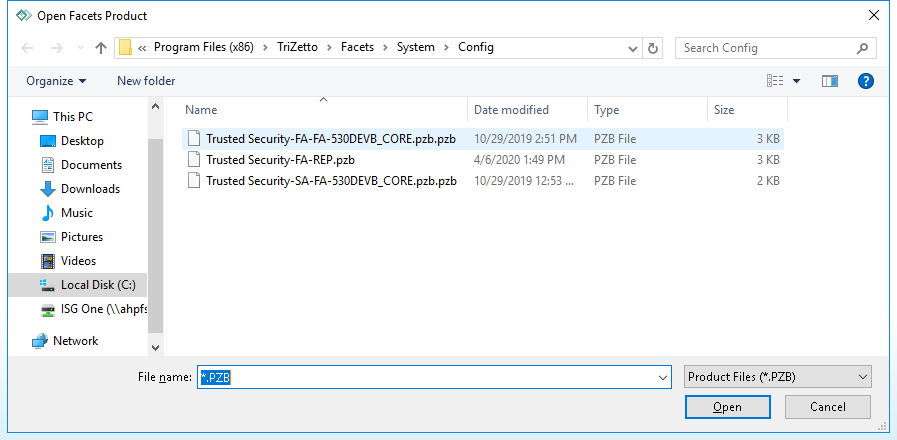 Open Facets Product
« Program Files (x86) > TriZetto > Facets > System > Config
Search Config
Organize
New folder
This PC
Desktop
Documents
Downloads
Music
Pictures
Videos
Local Disk (C:)
ISG One (\\ahpfs
Network
Name Date modified Type Size
Trusted Security-FA-FA-530DEVB_CORE.pzb.pzb 10/29/2019 2:51 PM PZB File 3 KB
Trusted Security-FA-REP.pzb 4/6/2020 1:49 PM PZB File 3 KB
Trusted Security-SA-FA-530DEVB_CORE.pzb.pzb 10/29/2019 12:53 ... PZB File 2 KB
File name: *.PZB
Product Files (*.PZB)
Open
Cancel